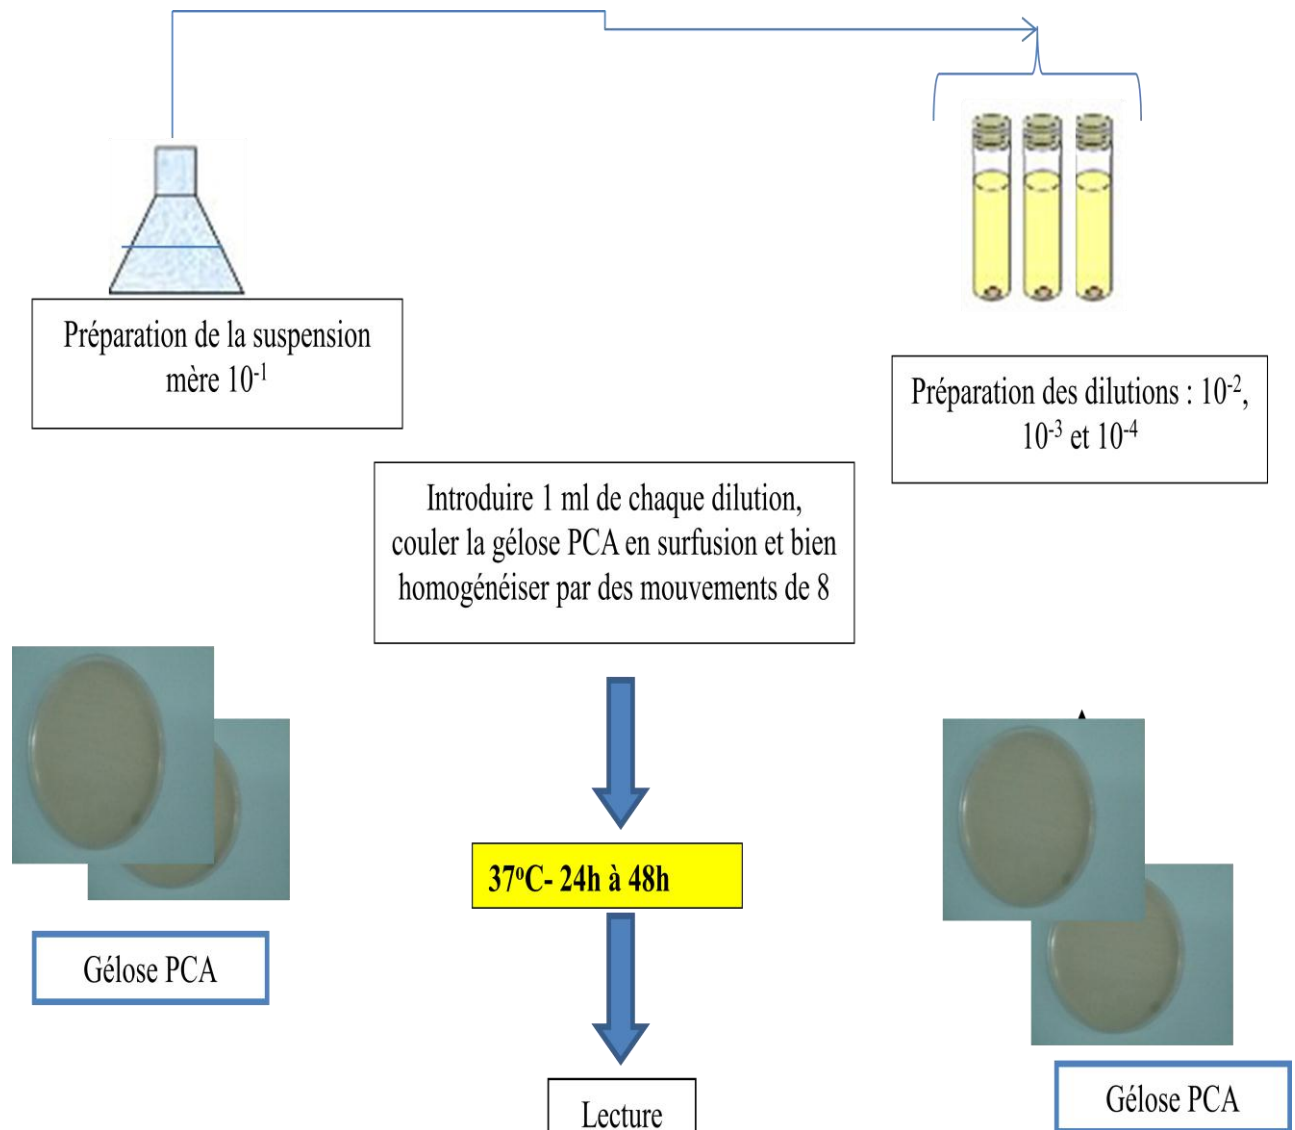 Préparation de la suspension
mère 10⁻¹
Préparation des dilutions : 10⁻²,
10⁻³ et 10⁻⁴
Introduire 1 ml de chaque dilution,
couler la gélose PCA en surfusion et bien
homogénéiser par des mouvements de 8
37ºC- 24h à 48h
Gélose PCA
Gélose PCA
Lecture